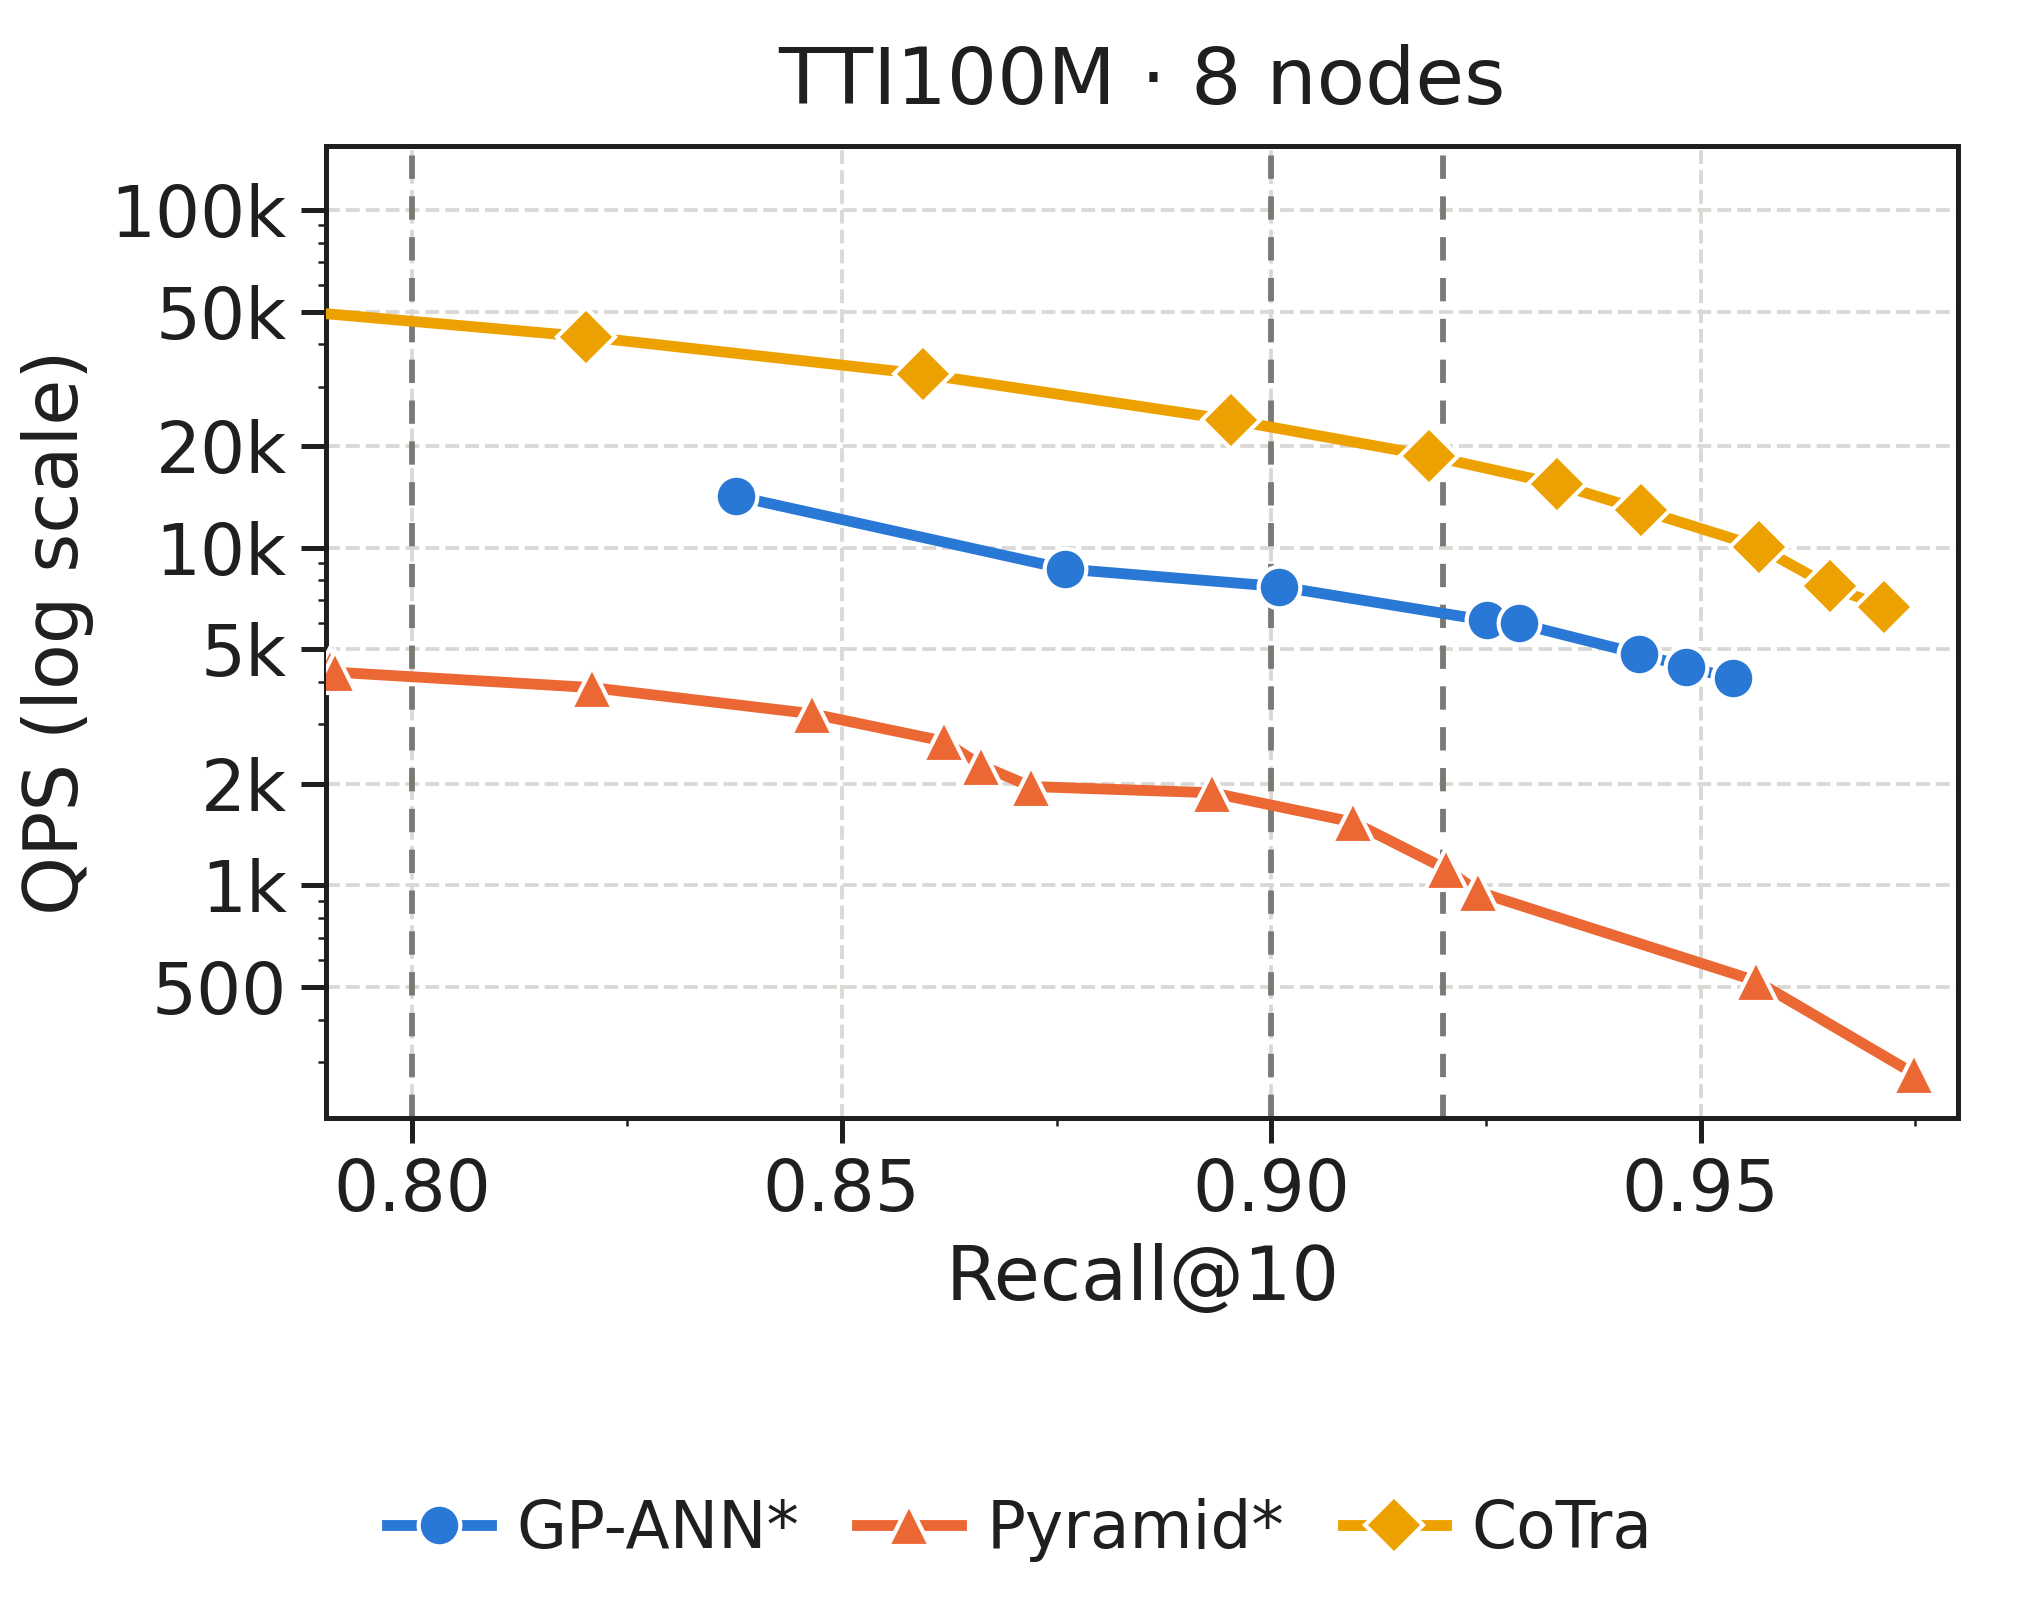 TTI100M · 8 nodes
QPS (log scale)
100k
50k
20k
10k
5k
2k
1k
500
0.80 0.85 0.90 0.95
Recall@10
GP-ANN* Pyramid* CoTra